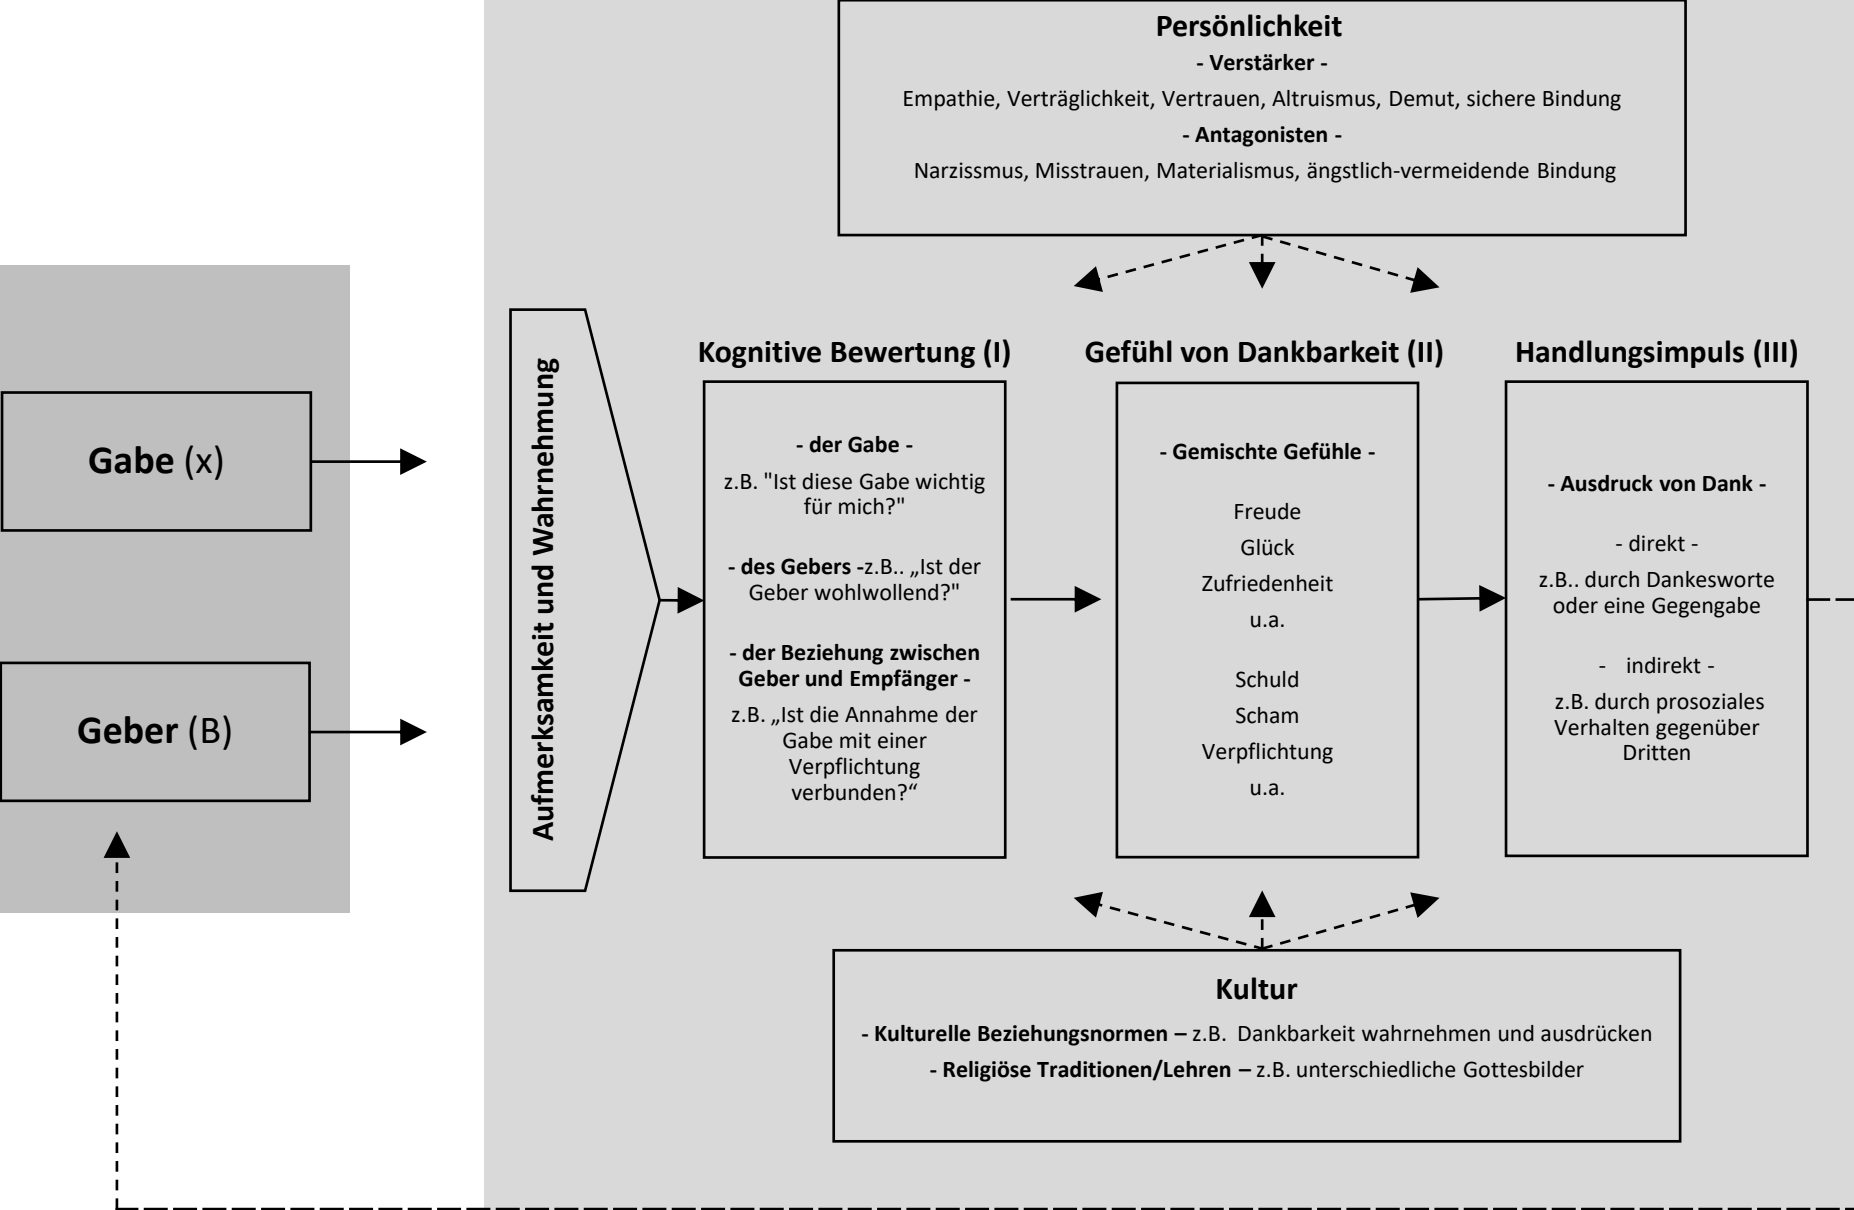 Persönlichkeit
- Verstärker -
Empathie, Verträglichkeit, Vertrauen, Altruismus, Demut, sichere Bindung
- Antagonisten -
Narzissmus, Misstrauen, Materialismus, ängstlich-vermeidende Bindung
Gabe (x)
Geber (B)
Aufmerksamkeit und Wahrnehmung
Kognitive Bewertung (I)
- der Gabe -
z.B. "Ist diese Gabe wichtig
für mich?"
- des Gebers -z.B.. „Ist der
Geber wohlwollend?"
- der Beziehung zwischen
Geber und Empfänger -
z.B. „Ist die Annahme der
Gabe mit einer
Verpflichtung
verbunden?“
Gefühl von Dankbarkeit (II)
- Gemischte Gefühle -
Freude
Glück
Zufriedenheit
u.a.
Schuld
Scham
Verpflichtung
u.a.
Handlungsimpuls (III)
- Ausdruck von Dank -
- direkt -
z.B.. durch Dankesworte
oder eine Gegengabe
- indirekt -
z.B. durch prosoziales
Verhalten gegenüber
Dritten
Kultur
- Kulturelle Beziehungsnormen – z.B. Dankbarkeit wahrnehmen und ausdrücken
- Religiöse Traditionen/Lehren – z.B. unterschiedliche Gottesbilder